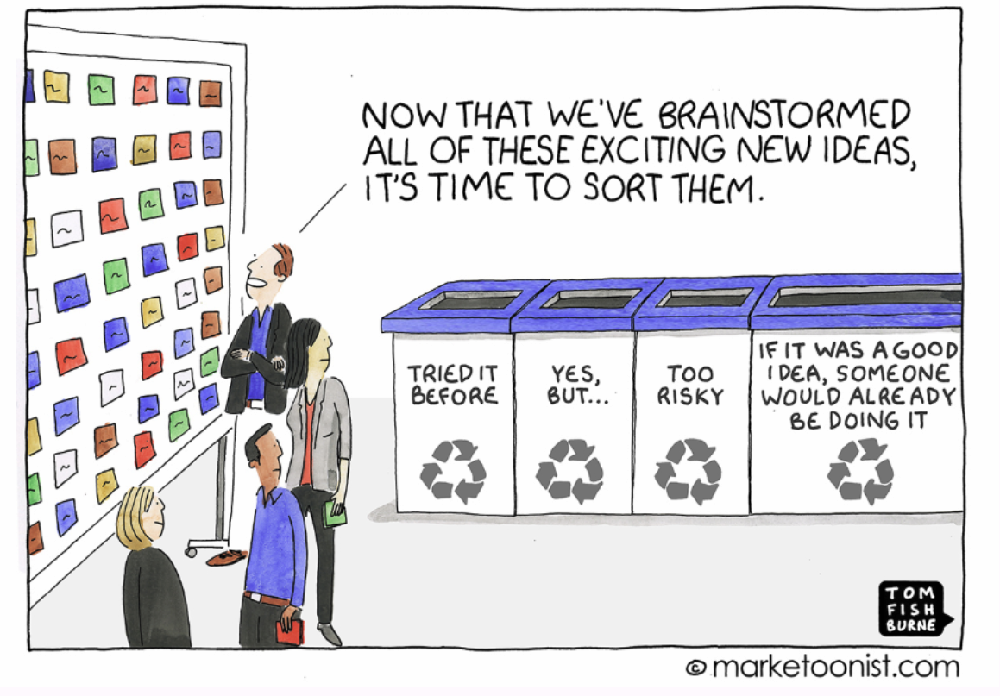 NOW THAT WE'VE BRAINSTORMED
ALL OF THESE EXCITING NEW IDEAS,
IT'S TIME TO SORT THEM.
TRIED IT
BEFORE
YES,
BUT...
TOO
RISKY
IF IT WAS A GOOD
IDEA, SOMEONE
WOULD ALREADY
BE DOING IT
TOM
FISH
BURNE
© marketoonist.com